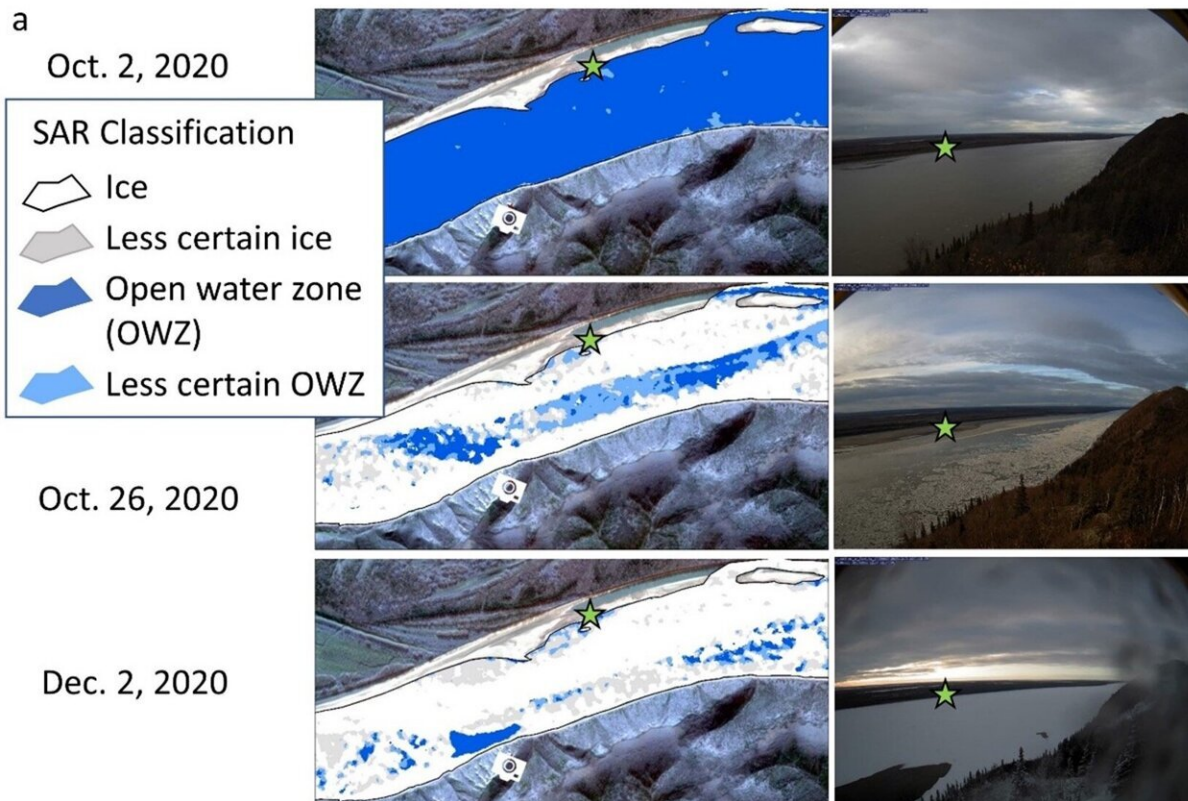 a
Oct. 2, 2020
SAR Classification
Ice
Less certain ice
Open water zone
(OWZ)
Less certain OWZ
Oct. 26, 2020
Dec. 2, 2020